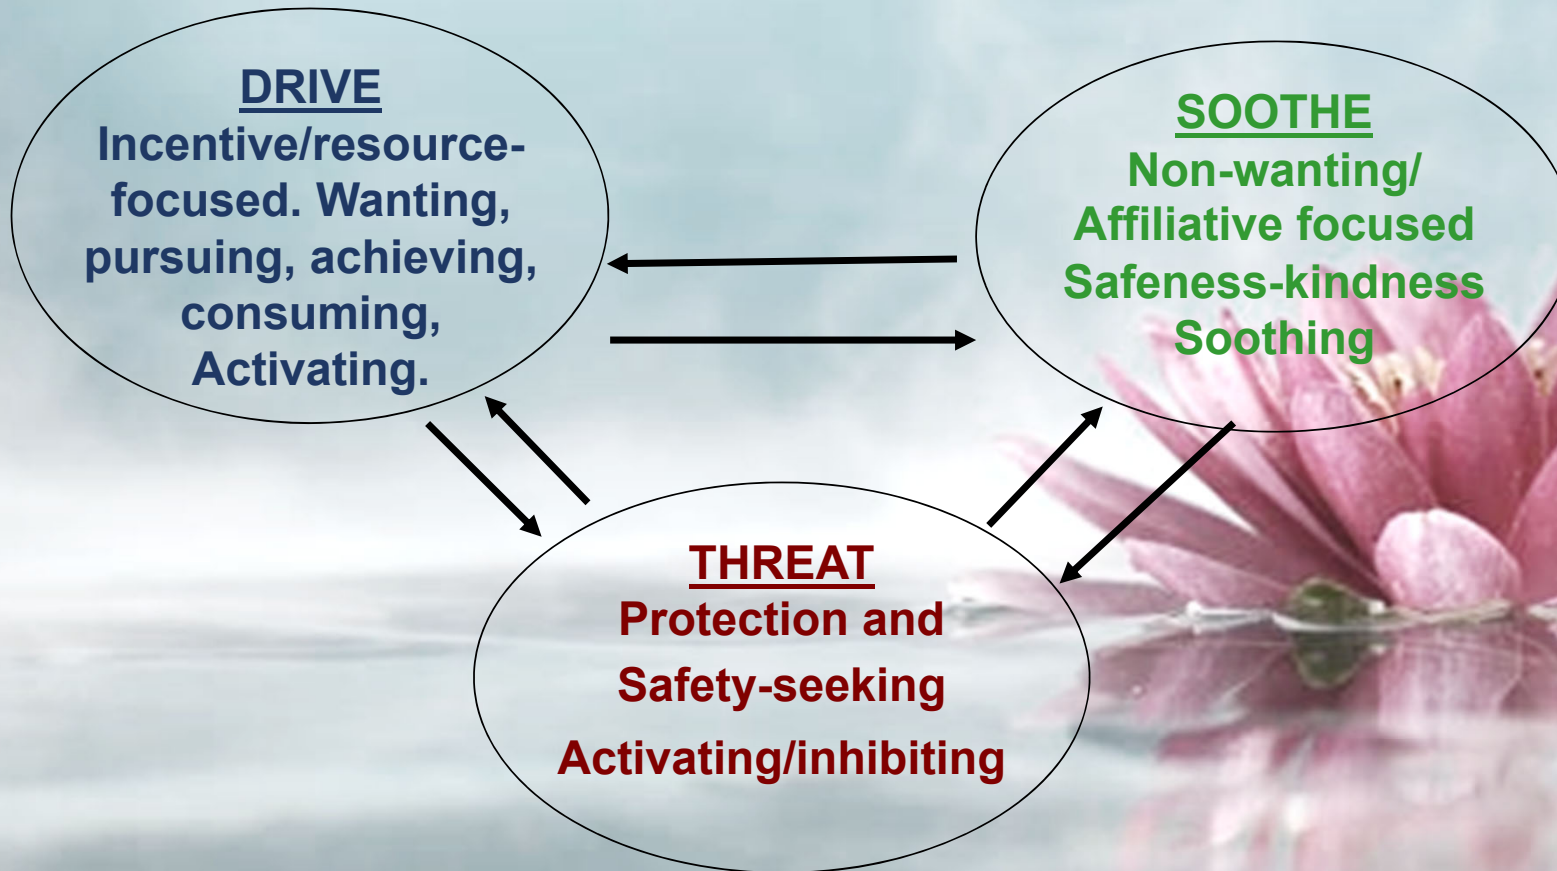 DRIVE
Incentive/resource-
focused. Wanting,
pursuing, achieving,
consuming,
Activating.
SOOTHE
Non-wanting/
Affiliative focused
Safeness-kindness
Soothing
THREAT
Protection and
Safety-seeking
Activating/inhibiting